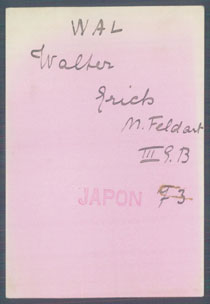 WAL
Walter
Erich
M. Feldart
III G.B
JAPON F3